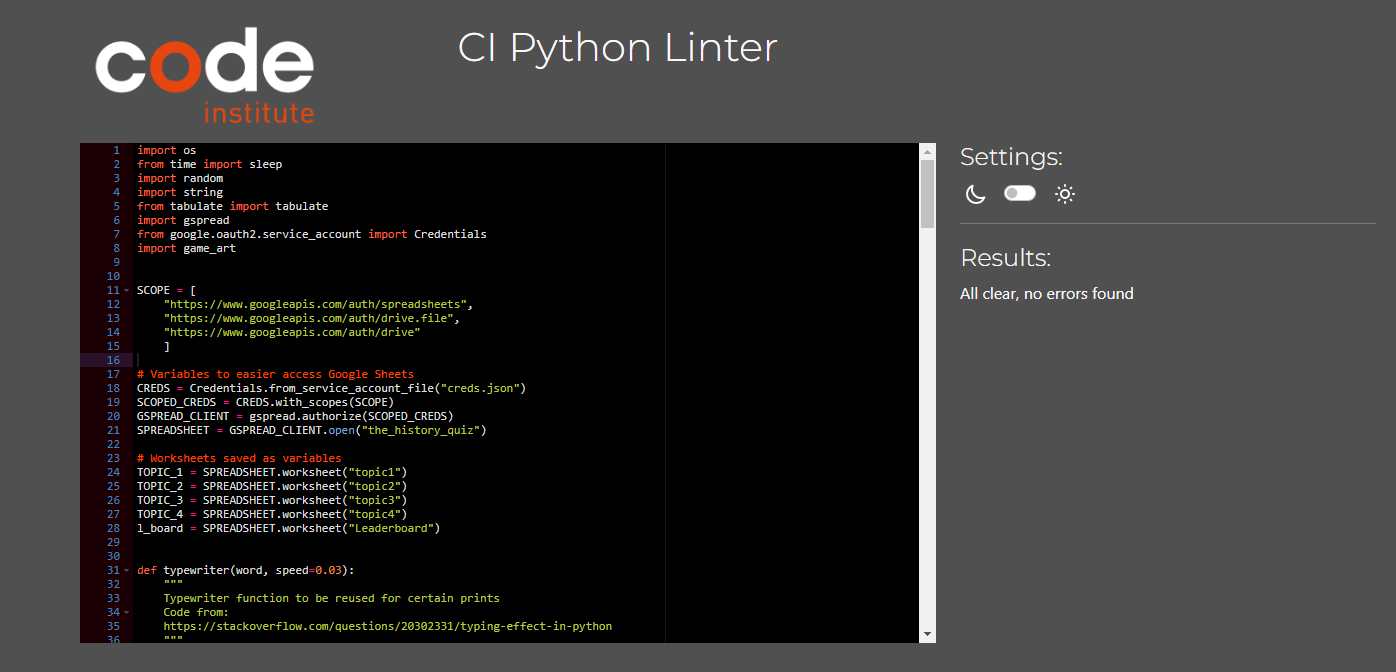 code
institute
CI Python Linter
1 import os
2 from time import sleep
3 import random
4 import string
5 from tabulate import tabulate
6 import gspread
7 from google.oauth2.service_account import Credentials
8 import game_art
9
10
11 SCOPE = [
12     "https://www.googleapis.com/auth/spreadsheets",
13     "https://www.googleapis.com/auth/drive.file",
14     "https://www.googleapis.com/auth/drive"
15     ]
16
17 # Variables to easier access Google Sheets
18 CREDS = Credentials.from_service_account_file("creds.json")
19 SCOPED_CREDS = CREDS.with_scopes(SCOPE)
20 GSPREAD_CLIENT = gspread.authorize(SCOPED_CREDS)
21 SPREADSHEET = GSPREAD_CLIENT.open("the_history_quiz")
22
23 # Worksheets saved as variables
24 TOPIC_1 = SPREADSHEET.worksheet("topic1")
25 TOPIC_2 = SPREADSHEET.worksheet("topic2")
26 TOPIC_3 = SPREADSHEET.worksheet("topic3")
27 TOPIC_4 = SPREADSHEET.worksheet("topic4")
28 l_board = SPREADSHEET.worksheet("Leaderboard")
29
30
31 def typewriter(word, speed=0.03):
32     """
33     Typewriter function to be reused for certain prints
34     Code from:
35     https://stackoverflow.com/questions/20302331/typing-effect-in-python
36     """
Settings:
Results:
All clear, no errors found